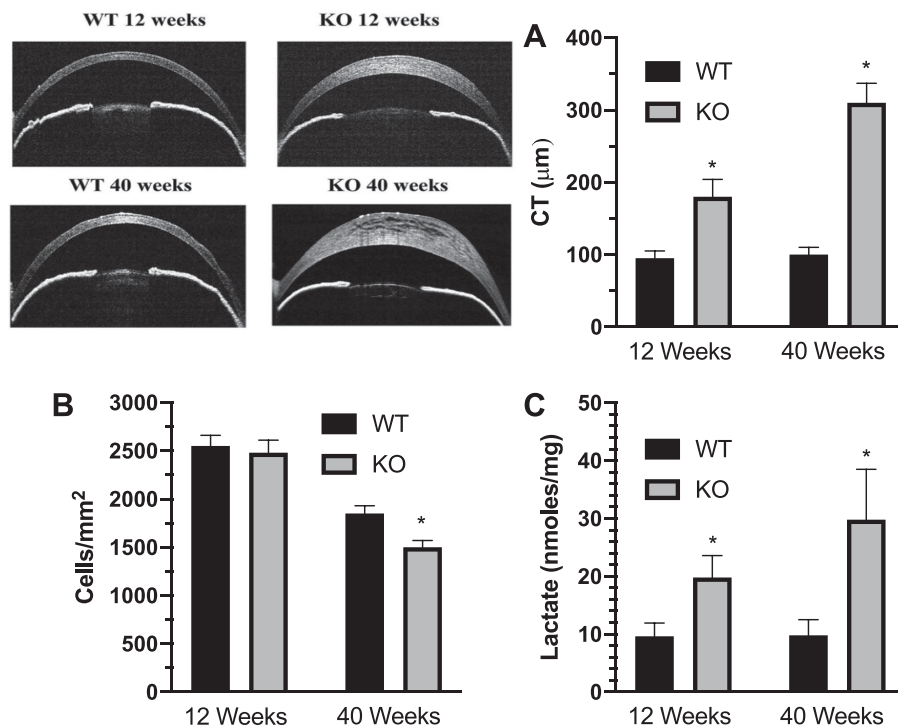 WT 12 weeks
KO 12 weeks
WT 40 weeks
KO 40 weeks
A
400
300
200
100
0
CT (μm)
WT
KO
*
*
12 Weeks
40 Weeks
B
3000
2500
2000
1500
1000
500
0
Cells/mm²
WT
KO
*
12 Weeks
40 Weeks
C
50
40
30
20
10
0
Lactate (nmoles/mg)
WT
KO
*
*
12 Weeks
40 Weeks